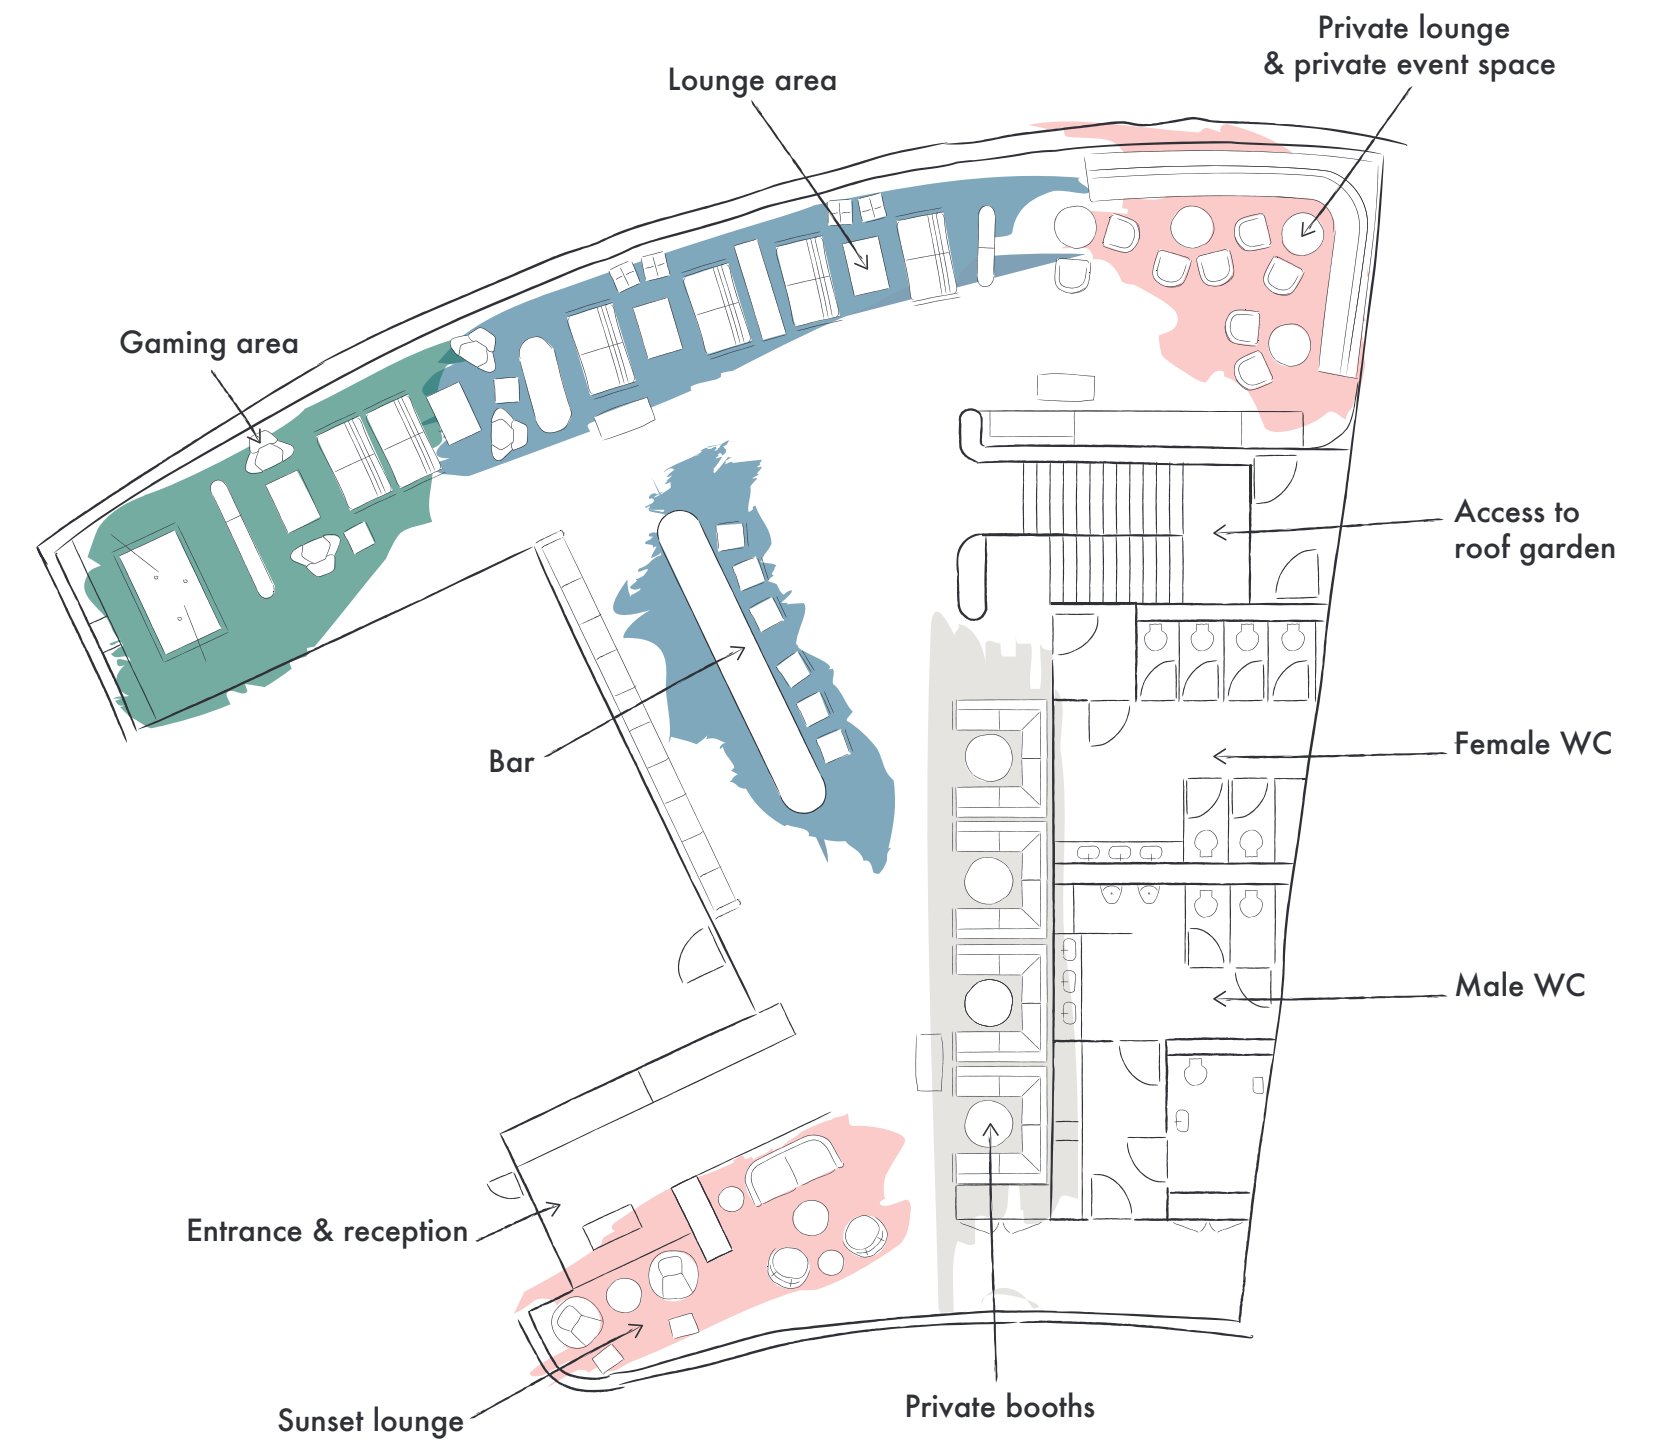 Private lounge
& private event space
Lounge area
Gaming area
Access to
roof garden
Female WC
Bar
Male WC
Entrance & reception
Private booths
Sunset lounge